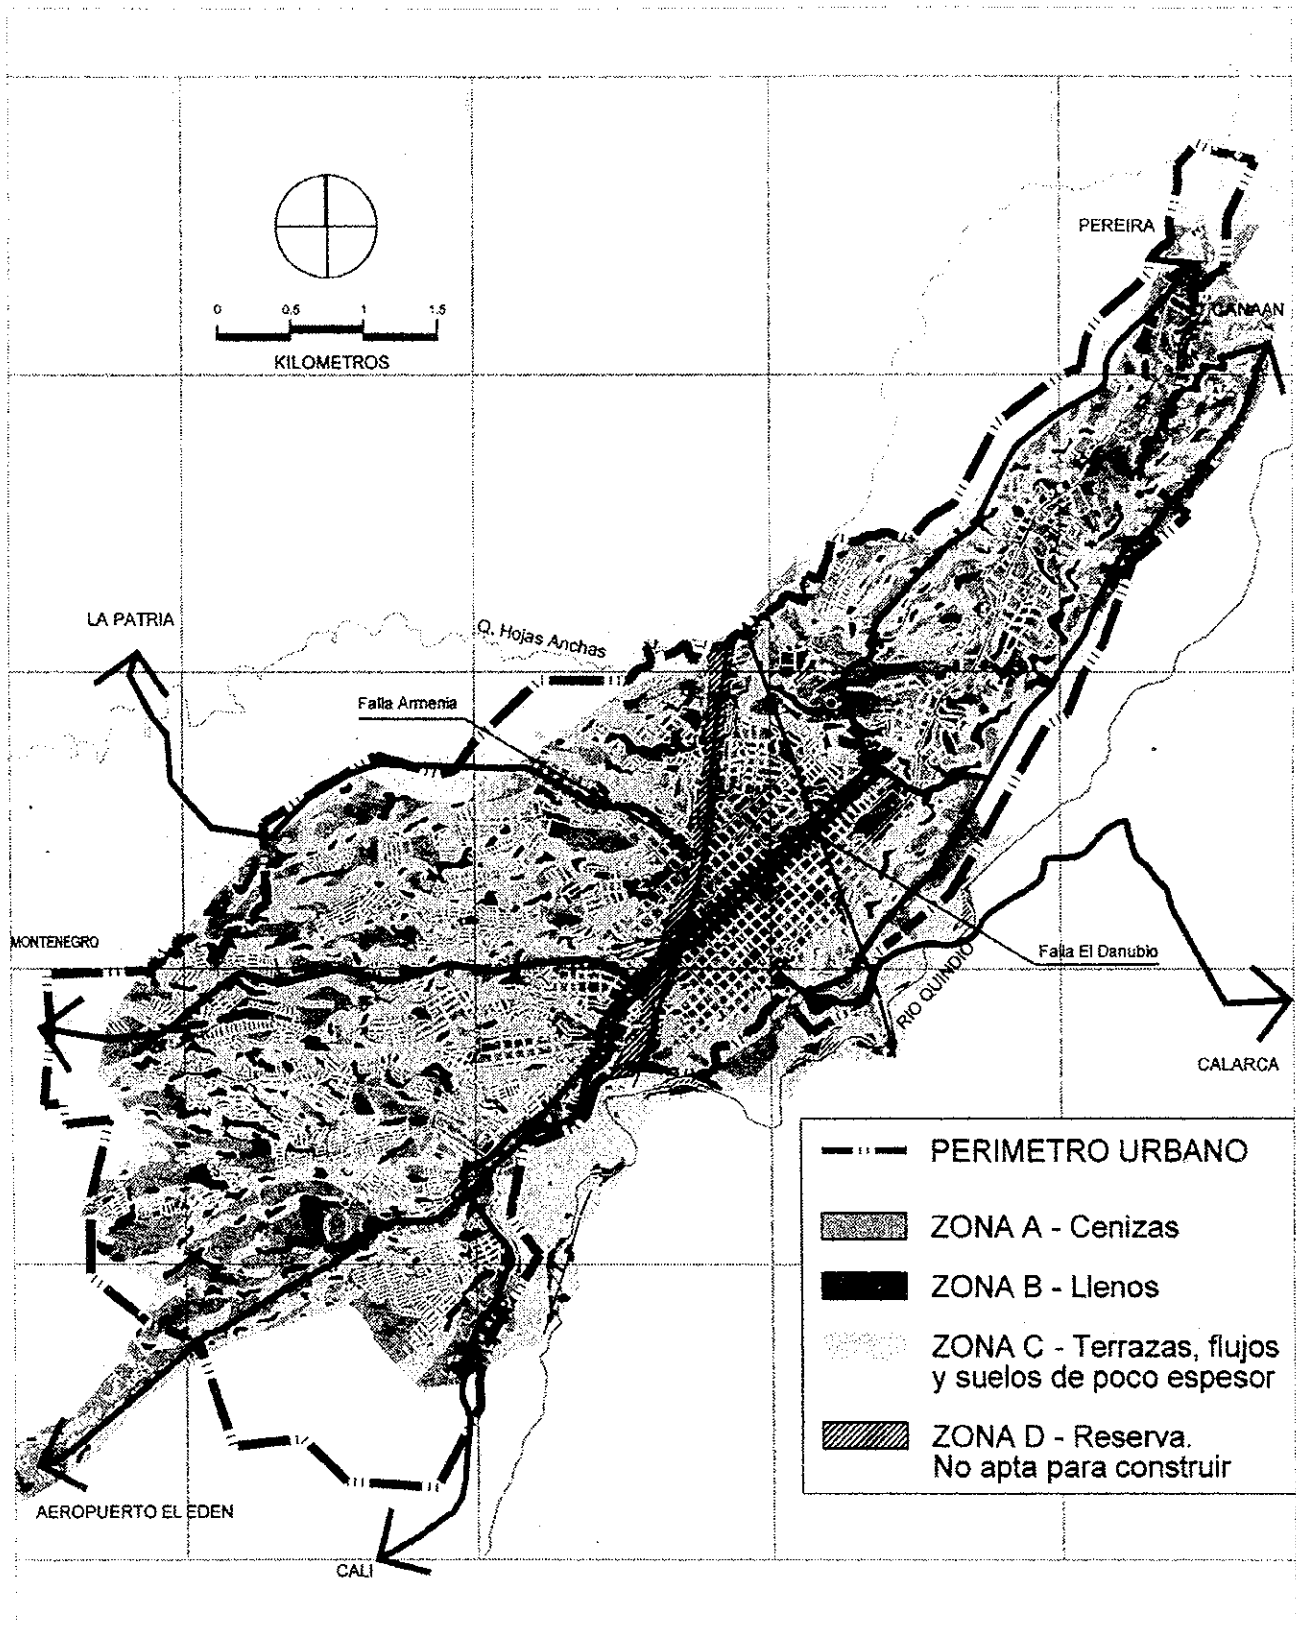 PEREIRA
CANAAN
0 0.5 1 1.5
KILOMETROS
LA PATRIA
Q. Hojas Anchas
Falla Armenia
MONTENEGRO
Falla El Danubio
RIO QUINDIO
CALARCA
PERIMETRO URBANO
ZONA A - Cenizas
ZONA B - Llenos
ZONA C - Terrazas, flujos
y suelos de poco espesor
ZONA D - Reserva.
No apta para construir
AEROPUERTO EL EDEN
CALI